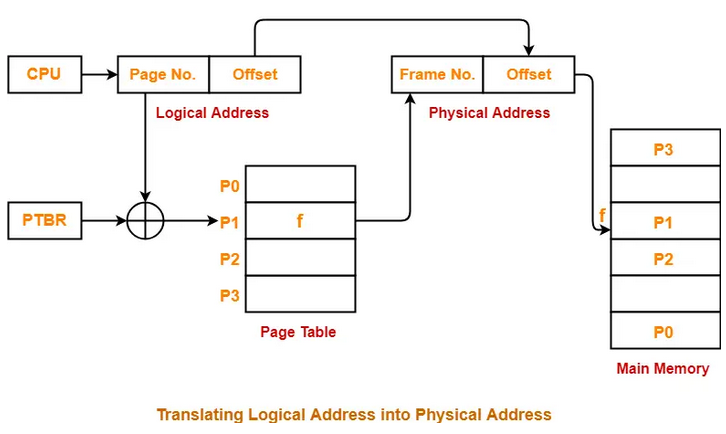 CPU
Page No.
Offset
Frame No.
Offset
Logical Address
Physical Address
P3
P0
PTBR
P1
f
f
P1
P2
P2
P3
P0
Page Table
Main Memory
Translating Logical Address into Physical Address